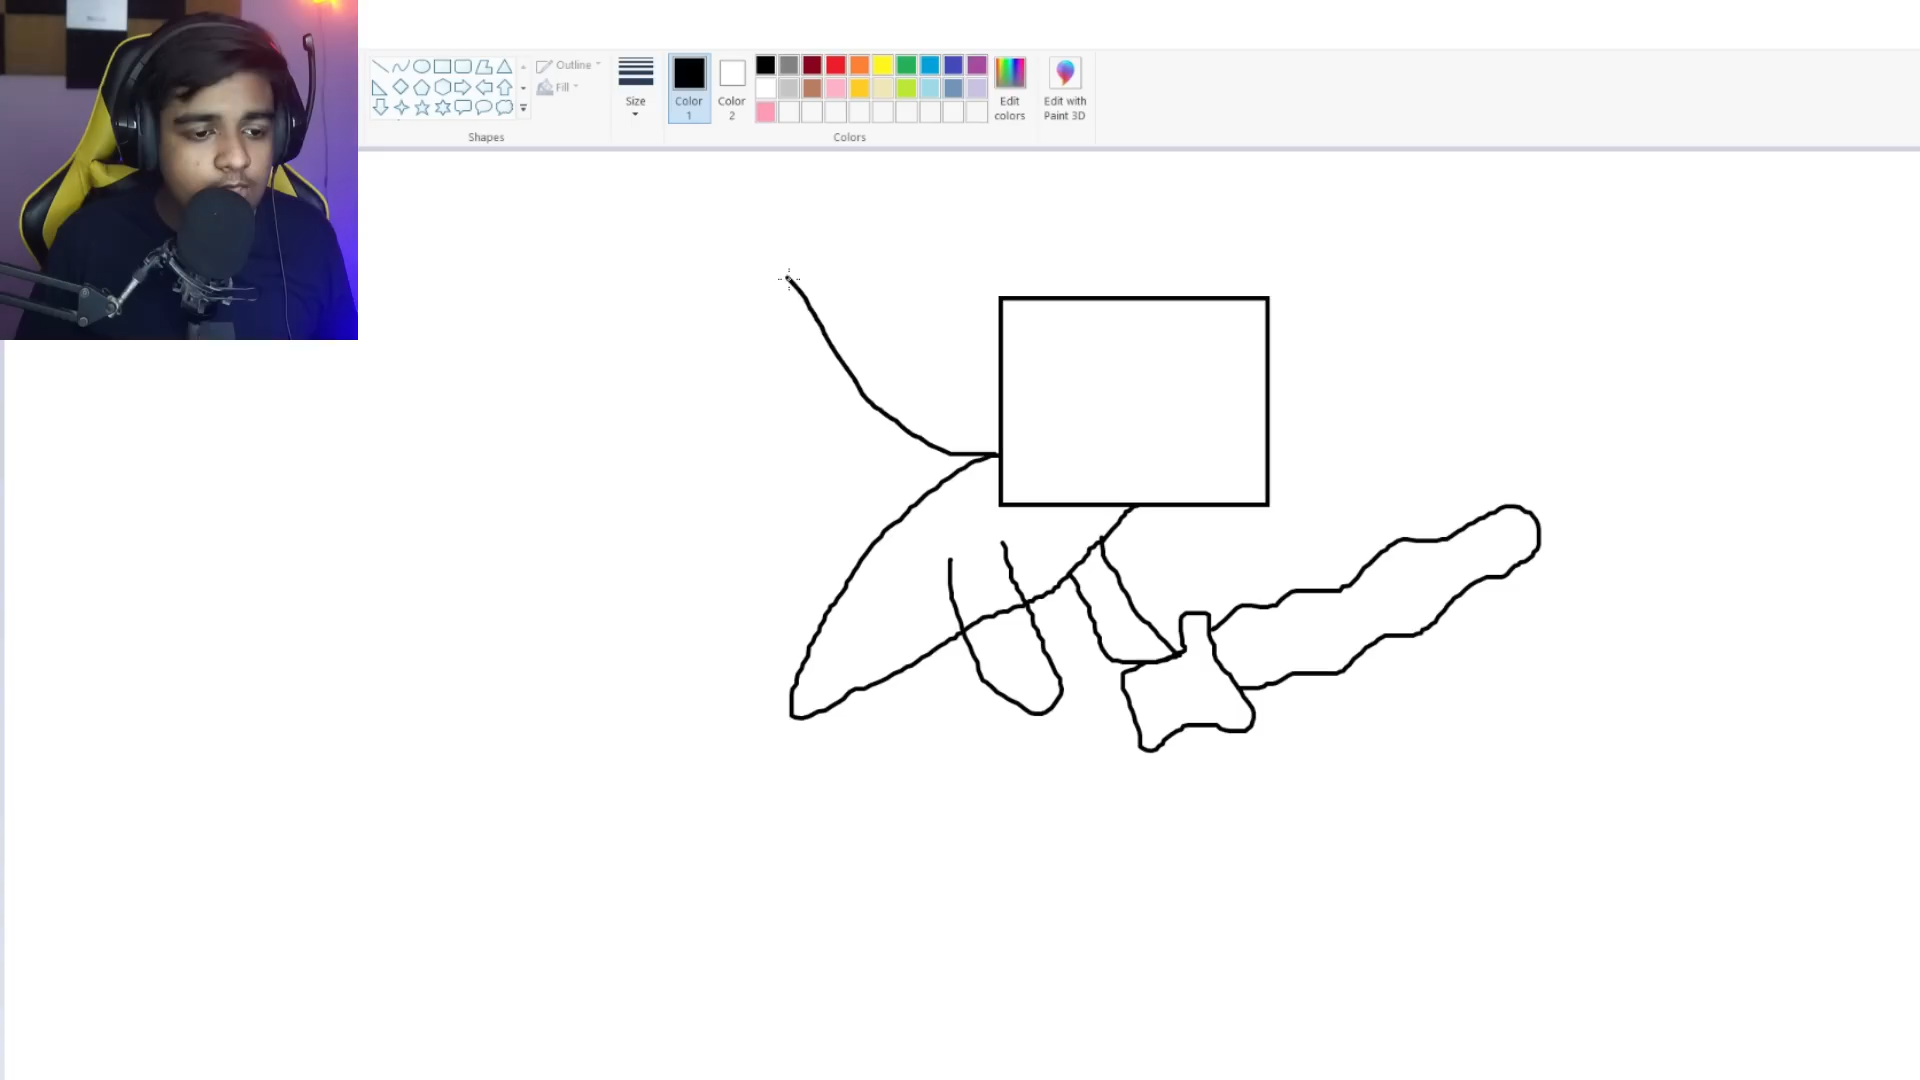 Outline
Fill
Size
Color
1
Color
2
Edit
colors
Edit with
Paint 3D
Shapes
Colors